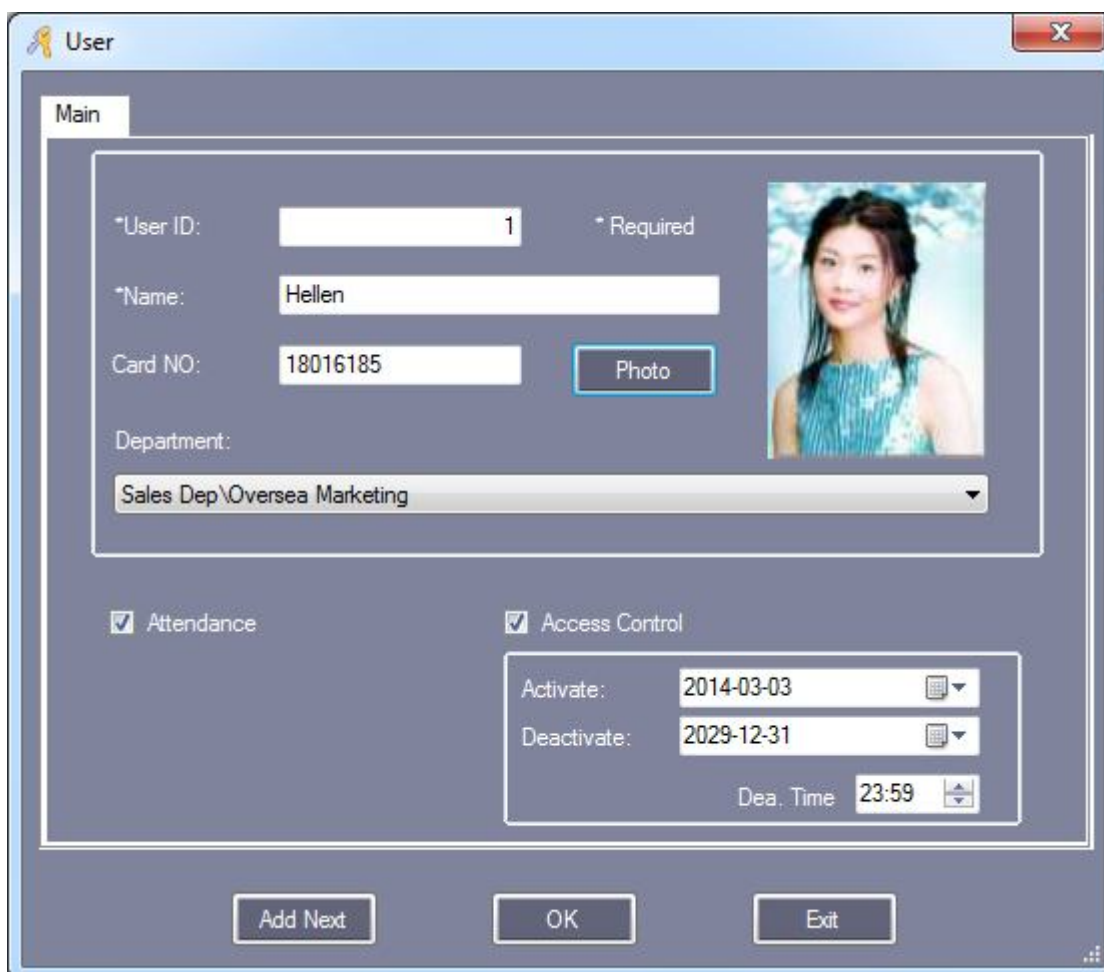 User
Main
*User ID:
1
* Required
*Name:
Hellen
Card NO:
18016185
Photo
Department:
Sales Dep\Oversea Marketing
Attendance
Access Control
Activate:
2014-03-03
Deactivate:
2029-12-31
Dea. Time
23:59
Add Next
OK
Exit